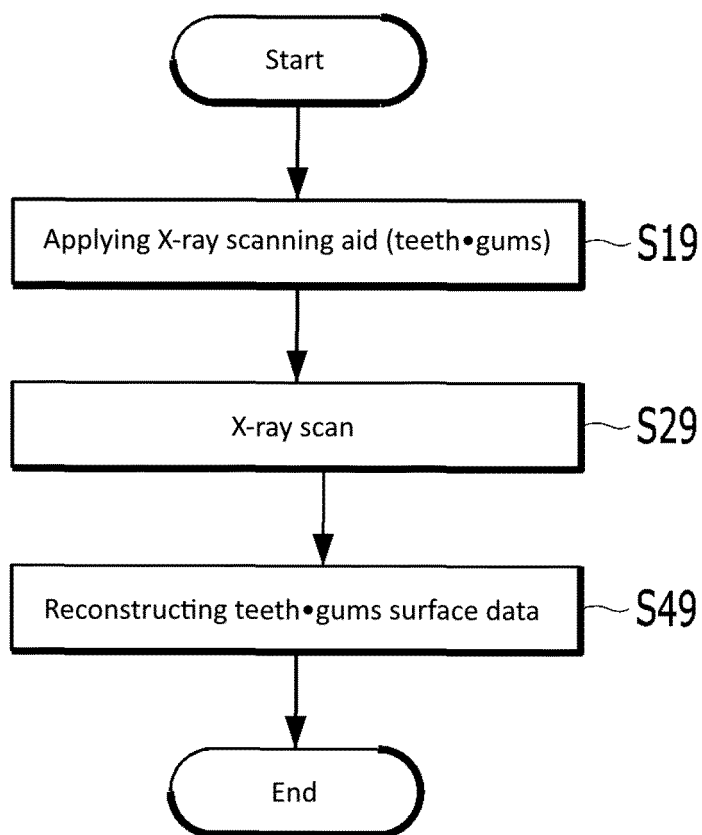 Start
Applying X-ray scanning aid (teeth•gums) S19
X-ray scan S29
Reconstructing teeth•gums surface data S49
End